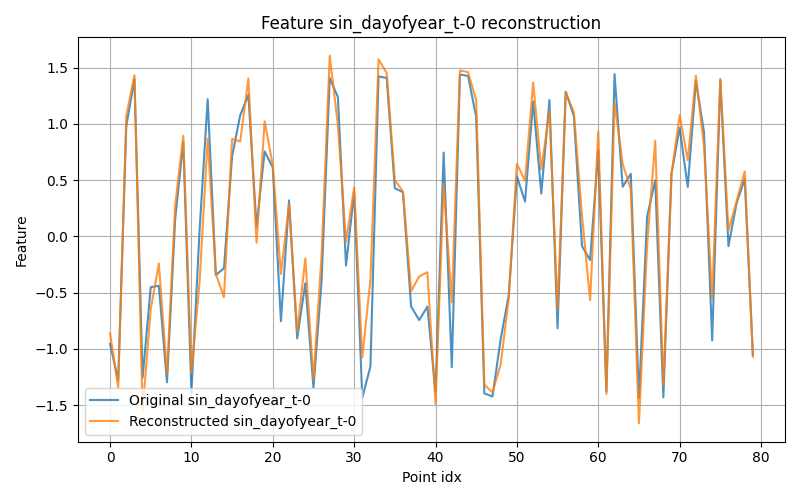 Feature sin_dayofyear_t-0 reconstruction
Feature
1.5
1.0
0.5
0.0
−0.5
−1.0
−1.5
Original sin_dayofyear_t-0
Reconstructed sin_dayofyear_t-0
0 10 20 30 40 50 60 70 80
Point idx